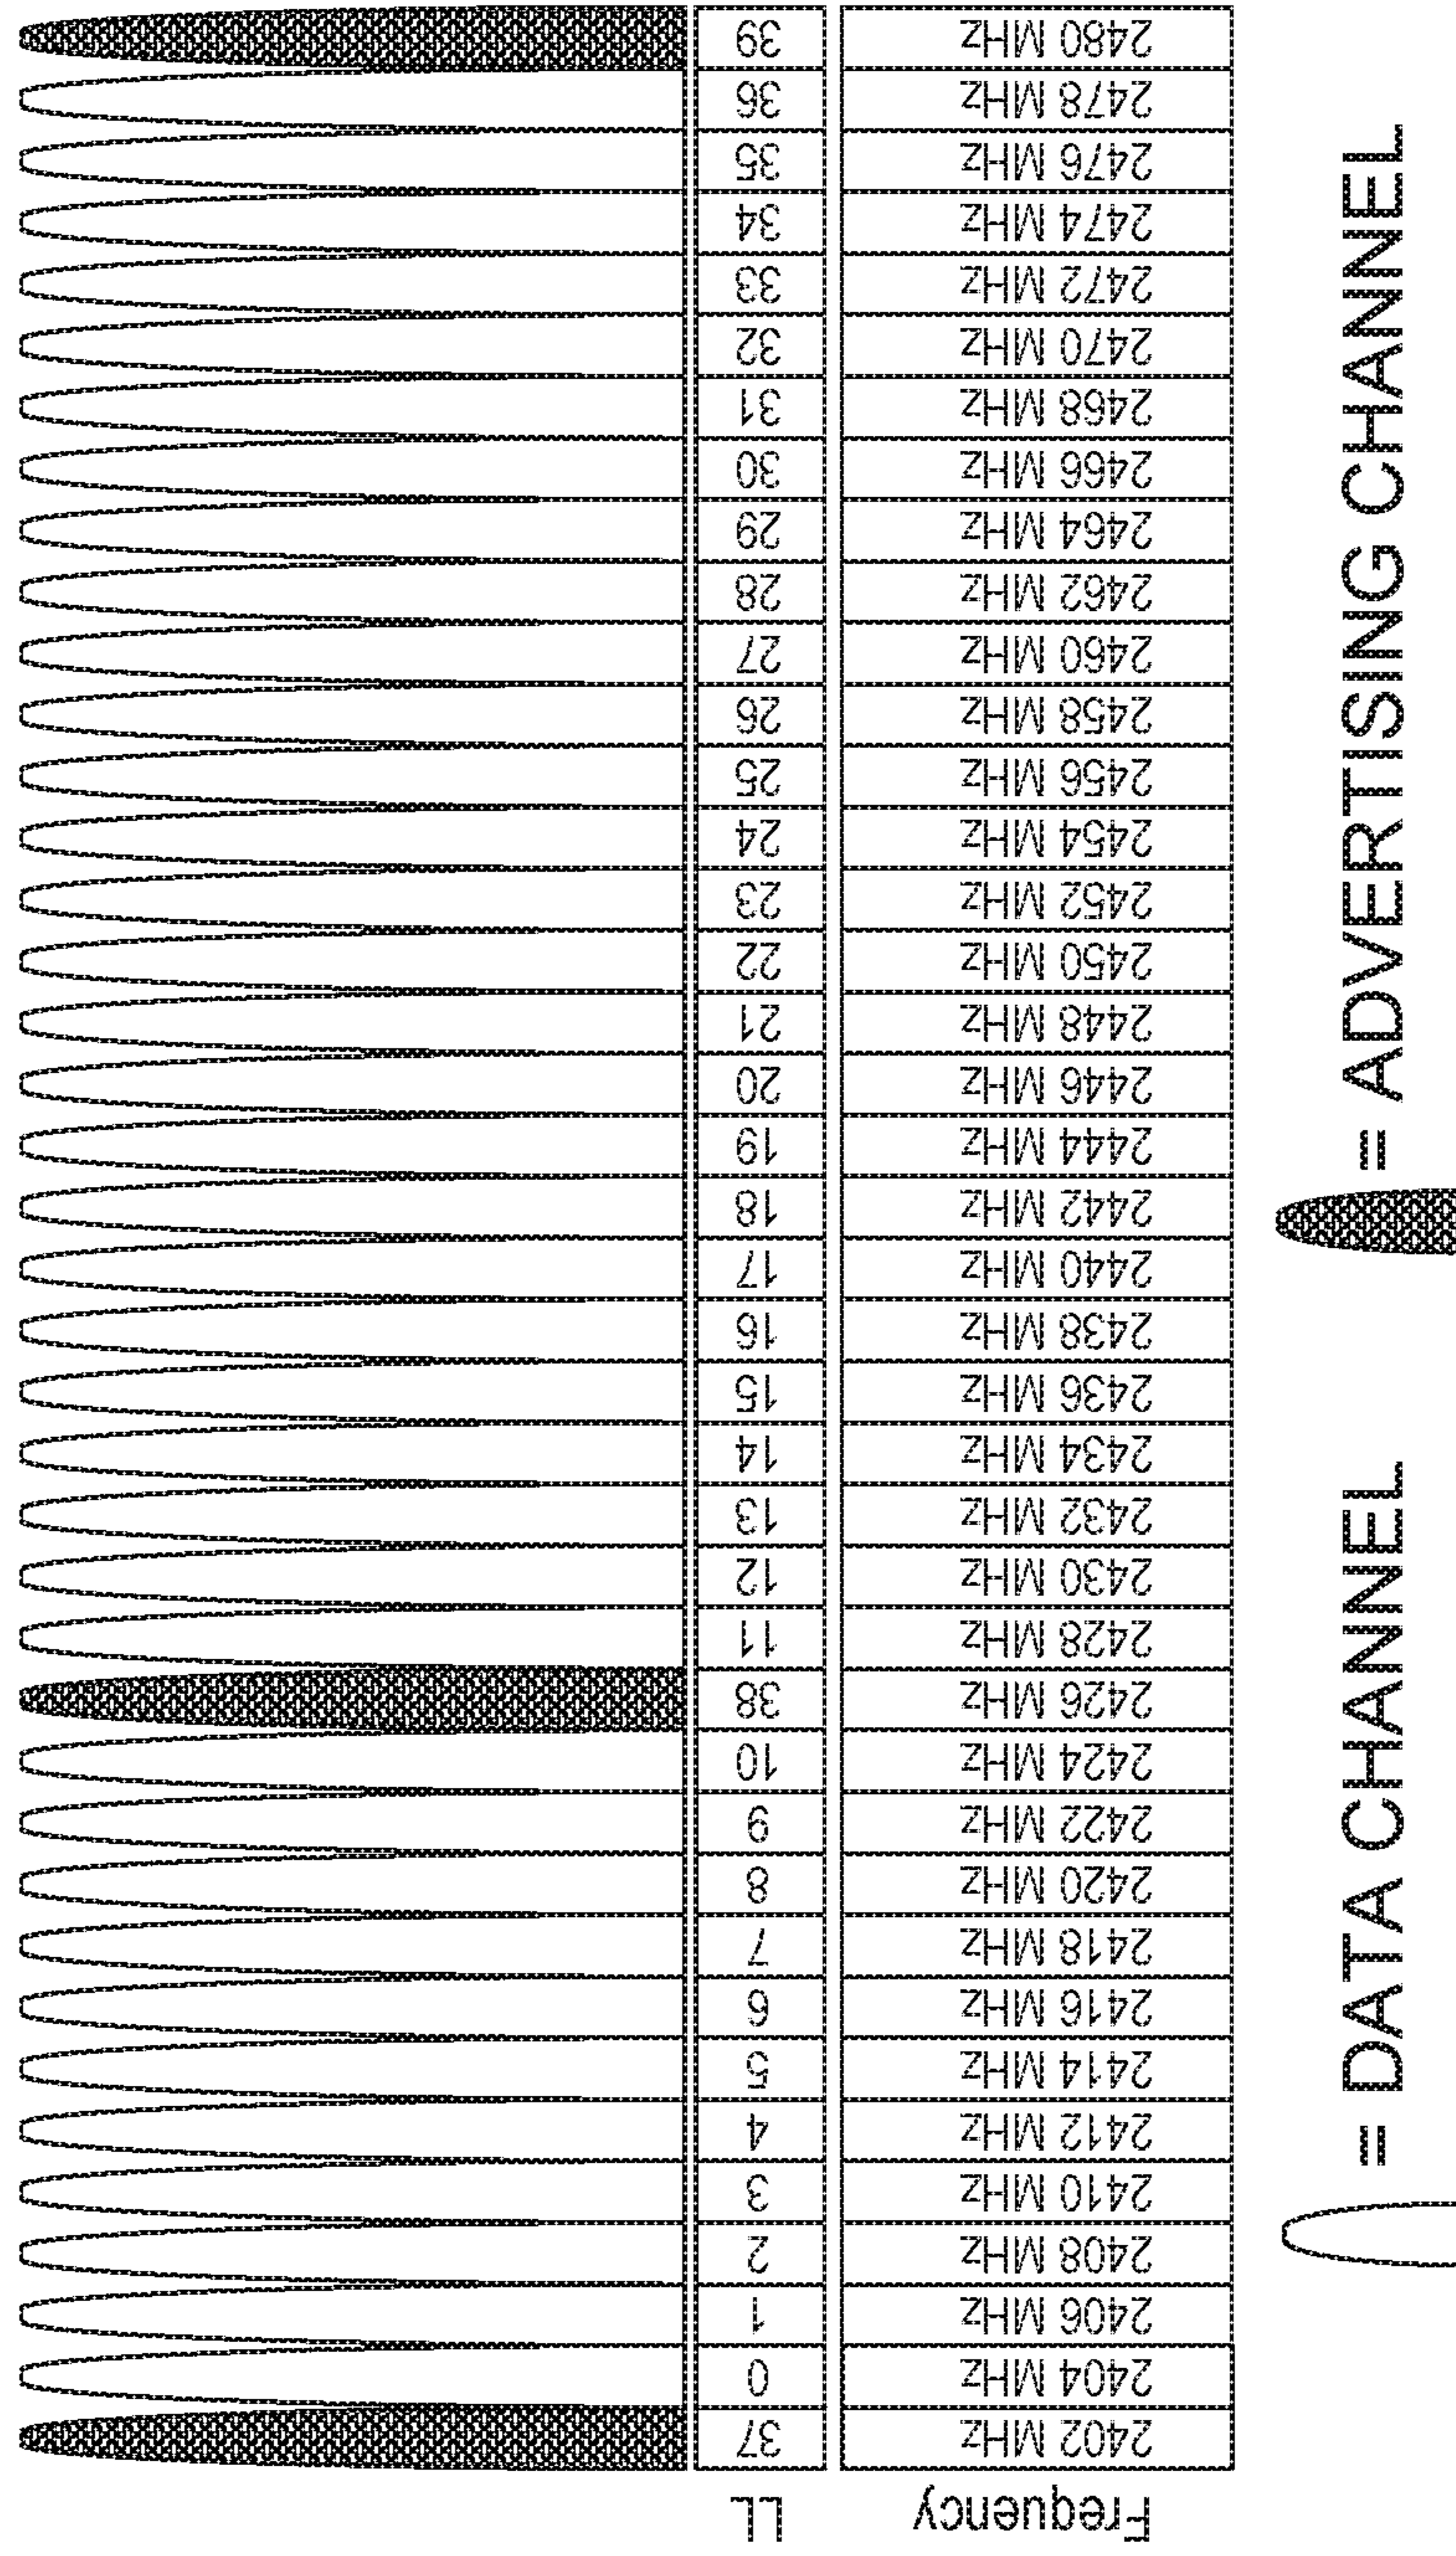 LL
37
0
1
2
3
4
5
6
7
8
9
10
38
11
12
13
14
15
16
17
18
19
20
21
22
23
24
25
26
27
28
29
30
31
32
33
34
35
36
39
Frequency
2402 MHz
2404 MHz
2406 MHz
2408 MHz
2410 MHz
2412 MHz
2414 MHz
2416 MHz
2418 MHz
2420 MHz
2422 MHz
2424 MHz
2426 MHz
2428 MHz
2430 MHz
2432 MHz
2434 MHz
2436 MHz
2438 MHz
2440 MHz
2442 MHz
2444 MHz
2446 MHz
2448 MHz
2450 MHz
2452 MHz
2454 MHz
2456 MHz
2458 MHz
2460 MHz
2462 MHz
2464 MHz
2466 MHz
2468 MHz
2470 MHz
2472 MHz
2474 MHz
2476 MHz
2478 MHz
2480 MHz
= DATA CHANNEL
= ADVERTISING CHANNEL